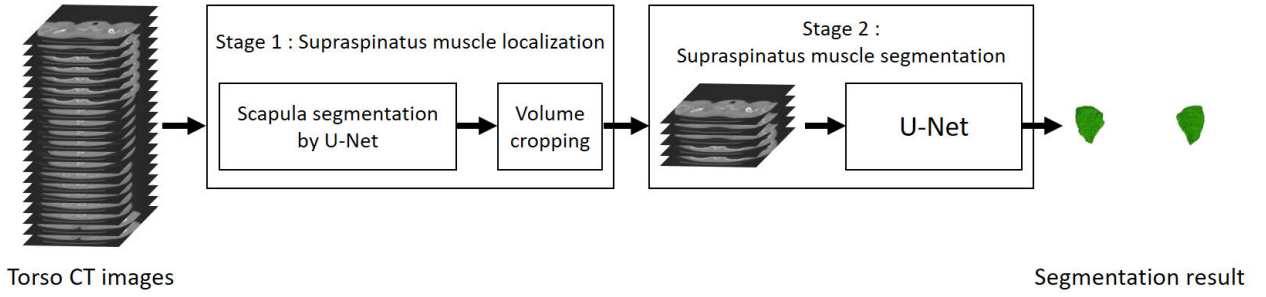 Stage 1 : Supraspinatus muscle localization
Scapula segmentation
by U-Net
Volume
cropping
Stage 2 :
Supraspinatus muscle segmentation
U-Net
Torso CT images
Segmentation result